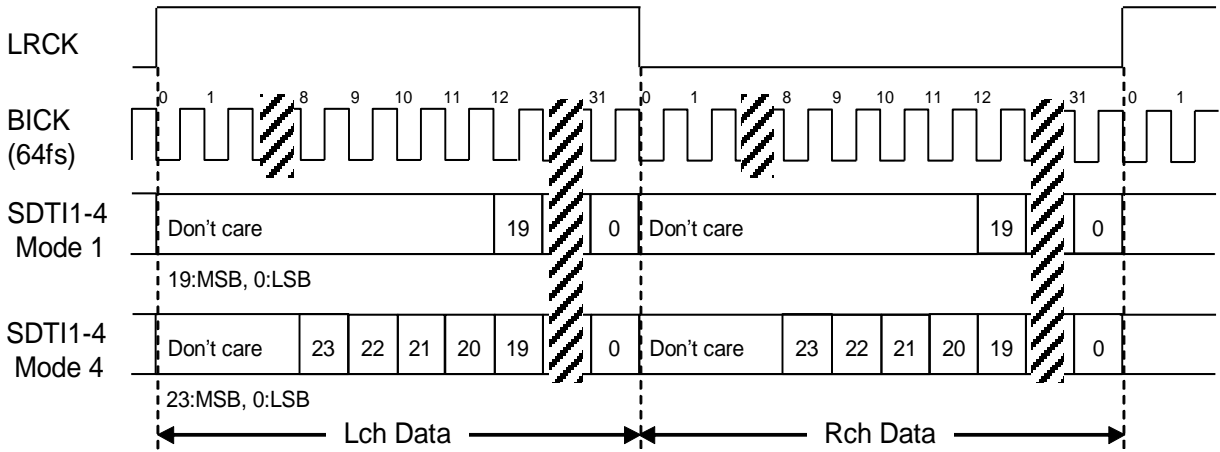 LRCK
0 1 8 9 10 11 12 31 0 1 8 9 10 11 12 31 0 1
BICK
(64fs)
SDTI1-4
Mode 1
Don't care 19 0 Don't care 19 0
19:MSB, 0:LSB
SDTI1-4
Mode 4
Don't care 23 22 21 20 19 0 Don't care 23 22 21 20 19 0
23:MSB, 0:LSB
Lch Data Rch Data